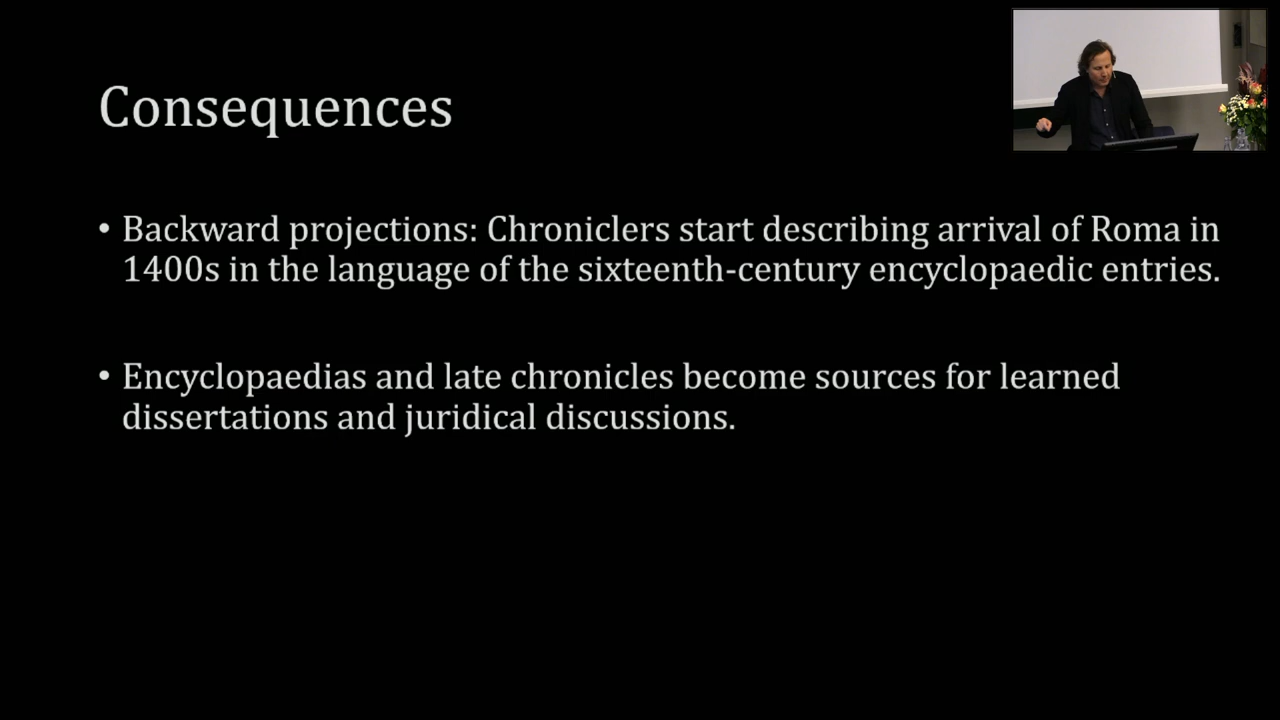 Consequences
• Backward projections: Chroniclers start describing arrival of Roma in
1400s in the language of the sixteenth-century encyclopaedic entries.
• Encyclopaedias and late chronicles become sources for learned
dissertations and juridical discussions.